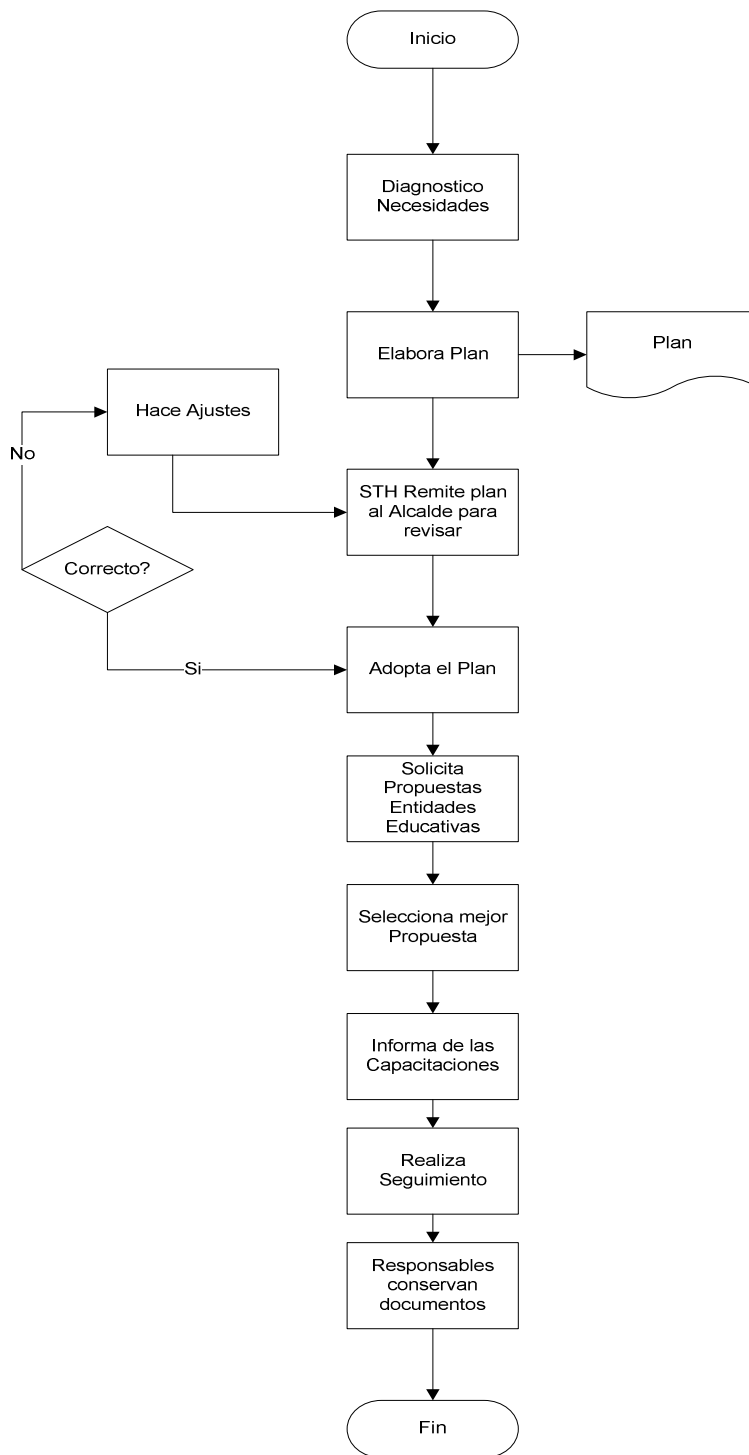 Inicio
Diagnostico
Necesidades
Elabora Plan
Plan
Hace Ajustes
No
STH Remite plan
al Alcalde para
revisar
Correcto?
Si
Adopta el Plan
Solicita
Propuestas
Entidades
Educativas
Selecciona mejor
Propuesta
Informa de las
Capacitaciones
Realiza
Seguimiento
Responsables
conservan
documentos
Fin